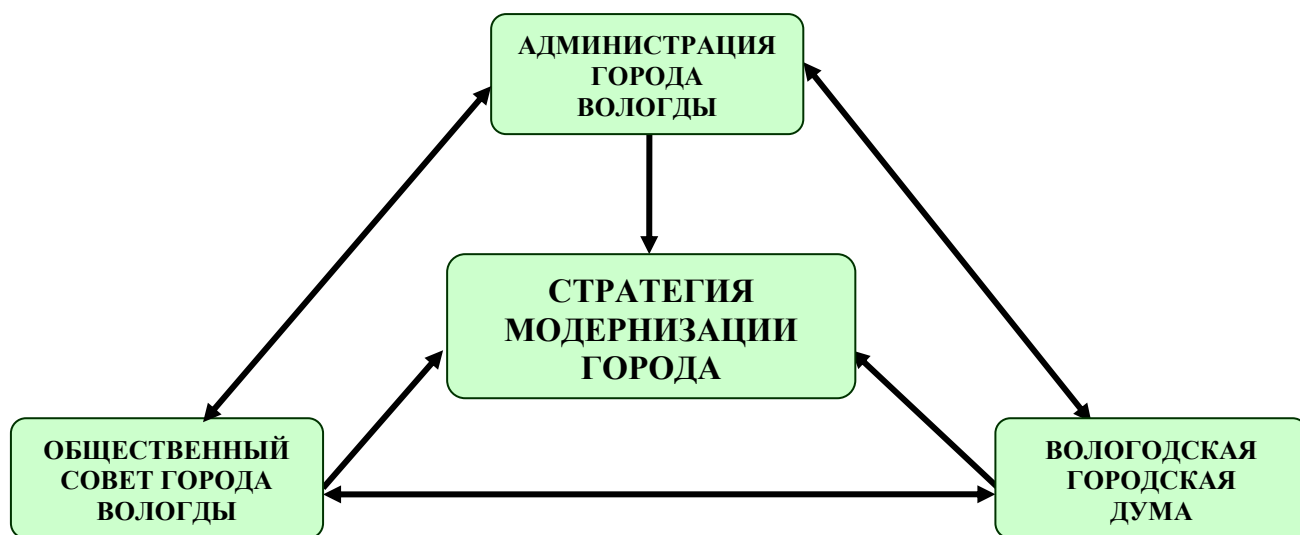 АДМИНИСТРАЦИЯ
ГОРОДА
ВОЛОГДЫ
СТРАТЕГИЯ
МОДЕРНИЗАЦИИ
ГОРОДА
ОБЩЕСТВЕННЫЙ
СОВЕТ ГОРОДА
ВОЛОГДЫ
ВОЛОГОДСКАЯ
ГОРОДСКАЯ
ДУМА